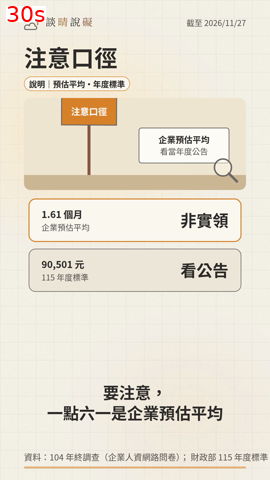 30s
談晴說礙
截至 2026/11/27
注意口徑
說明｜預估平均・年度標準
注意口徑
企業預估平均
看當年度公告
1.61 個月
企業預估平均
非實領
90,501 元
115 年度標準
看公告
要注意，
一點六一是企業預估平均
資料：104 年終調查（企業人資網路問卷）；財政部 115 年度標準